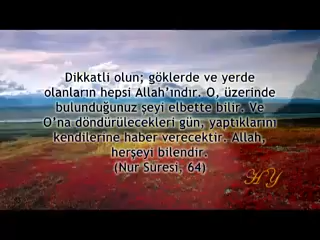 Dikkatli olun; göklerde ve yerde
olanların hepsi Allah'ındır. O, üzerinde
bulunduğunuz şeyi elbette bilir. Ve
O'na döndürülecekleri gün, yaptıklarını
kendilerine haber verecektir. Allah,
herşeyi bilendir.
(Nur Suresi, 64)
HY